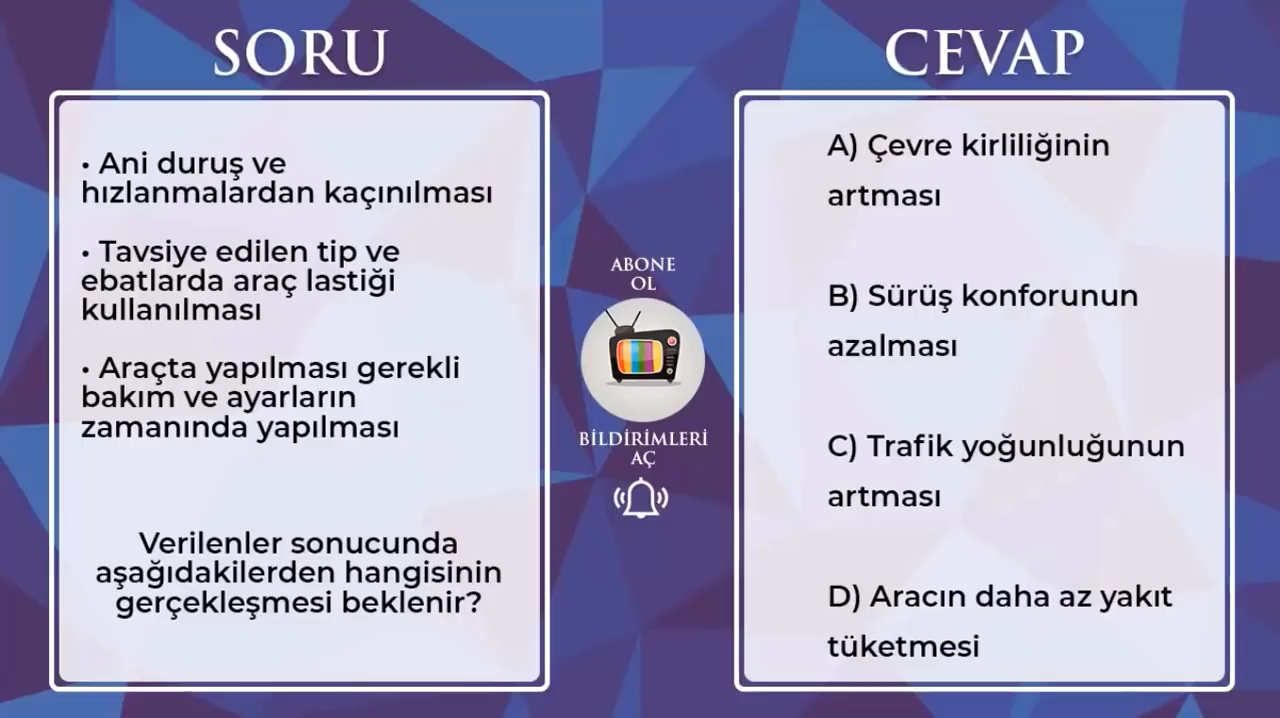 SORU
• Ani duruş ve
hızlanmalardan kaçınılması
• Tavsiye edilen tip ve
ebatlarda araç lastiği
kullanılması
• Araçta yapılması gerekli
bakım ve ayarların
zamanında yapılması
Verilenler sonucunda
aşağıdakilerden hangisinin
gerçekleşmesi beklenir?
ABONE
OL
BİLDİRİMLERİ
AÇ
CEVAP
A) Çevre kirliliğinin
artması
B) Sürüş konforunun
azalması
C) Trafik yoğunluğunun
artması
D) Aracın daha az yakıt
tüketmesi